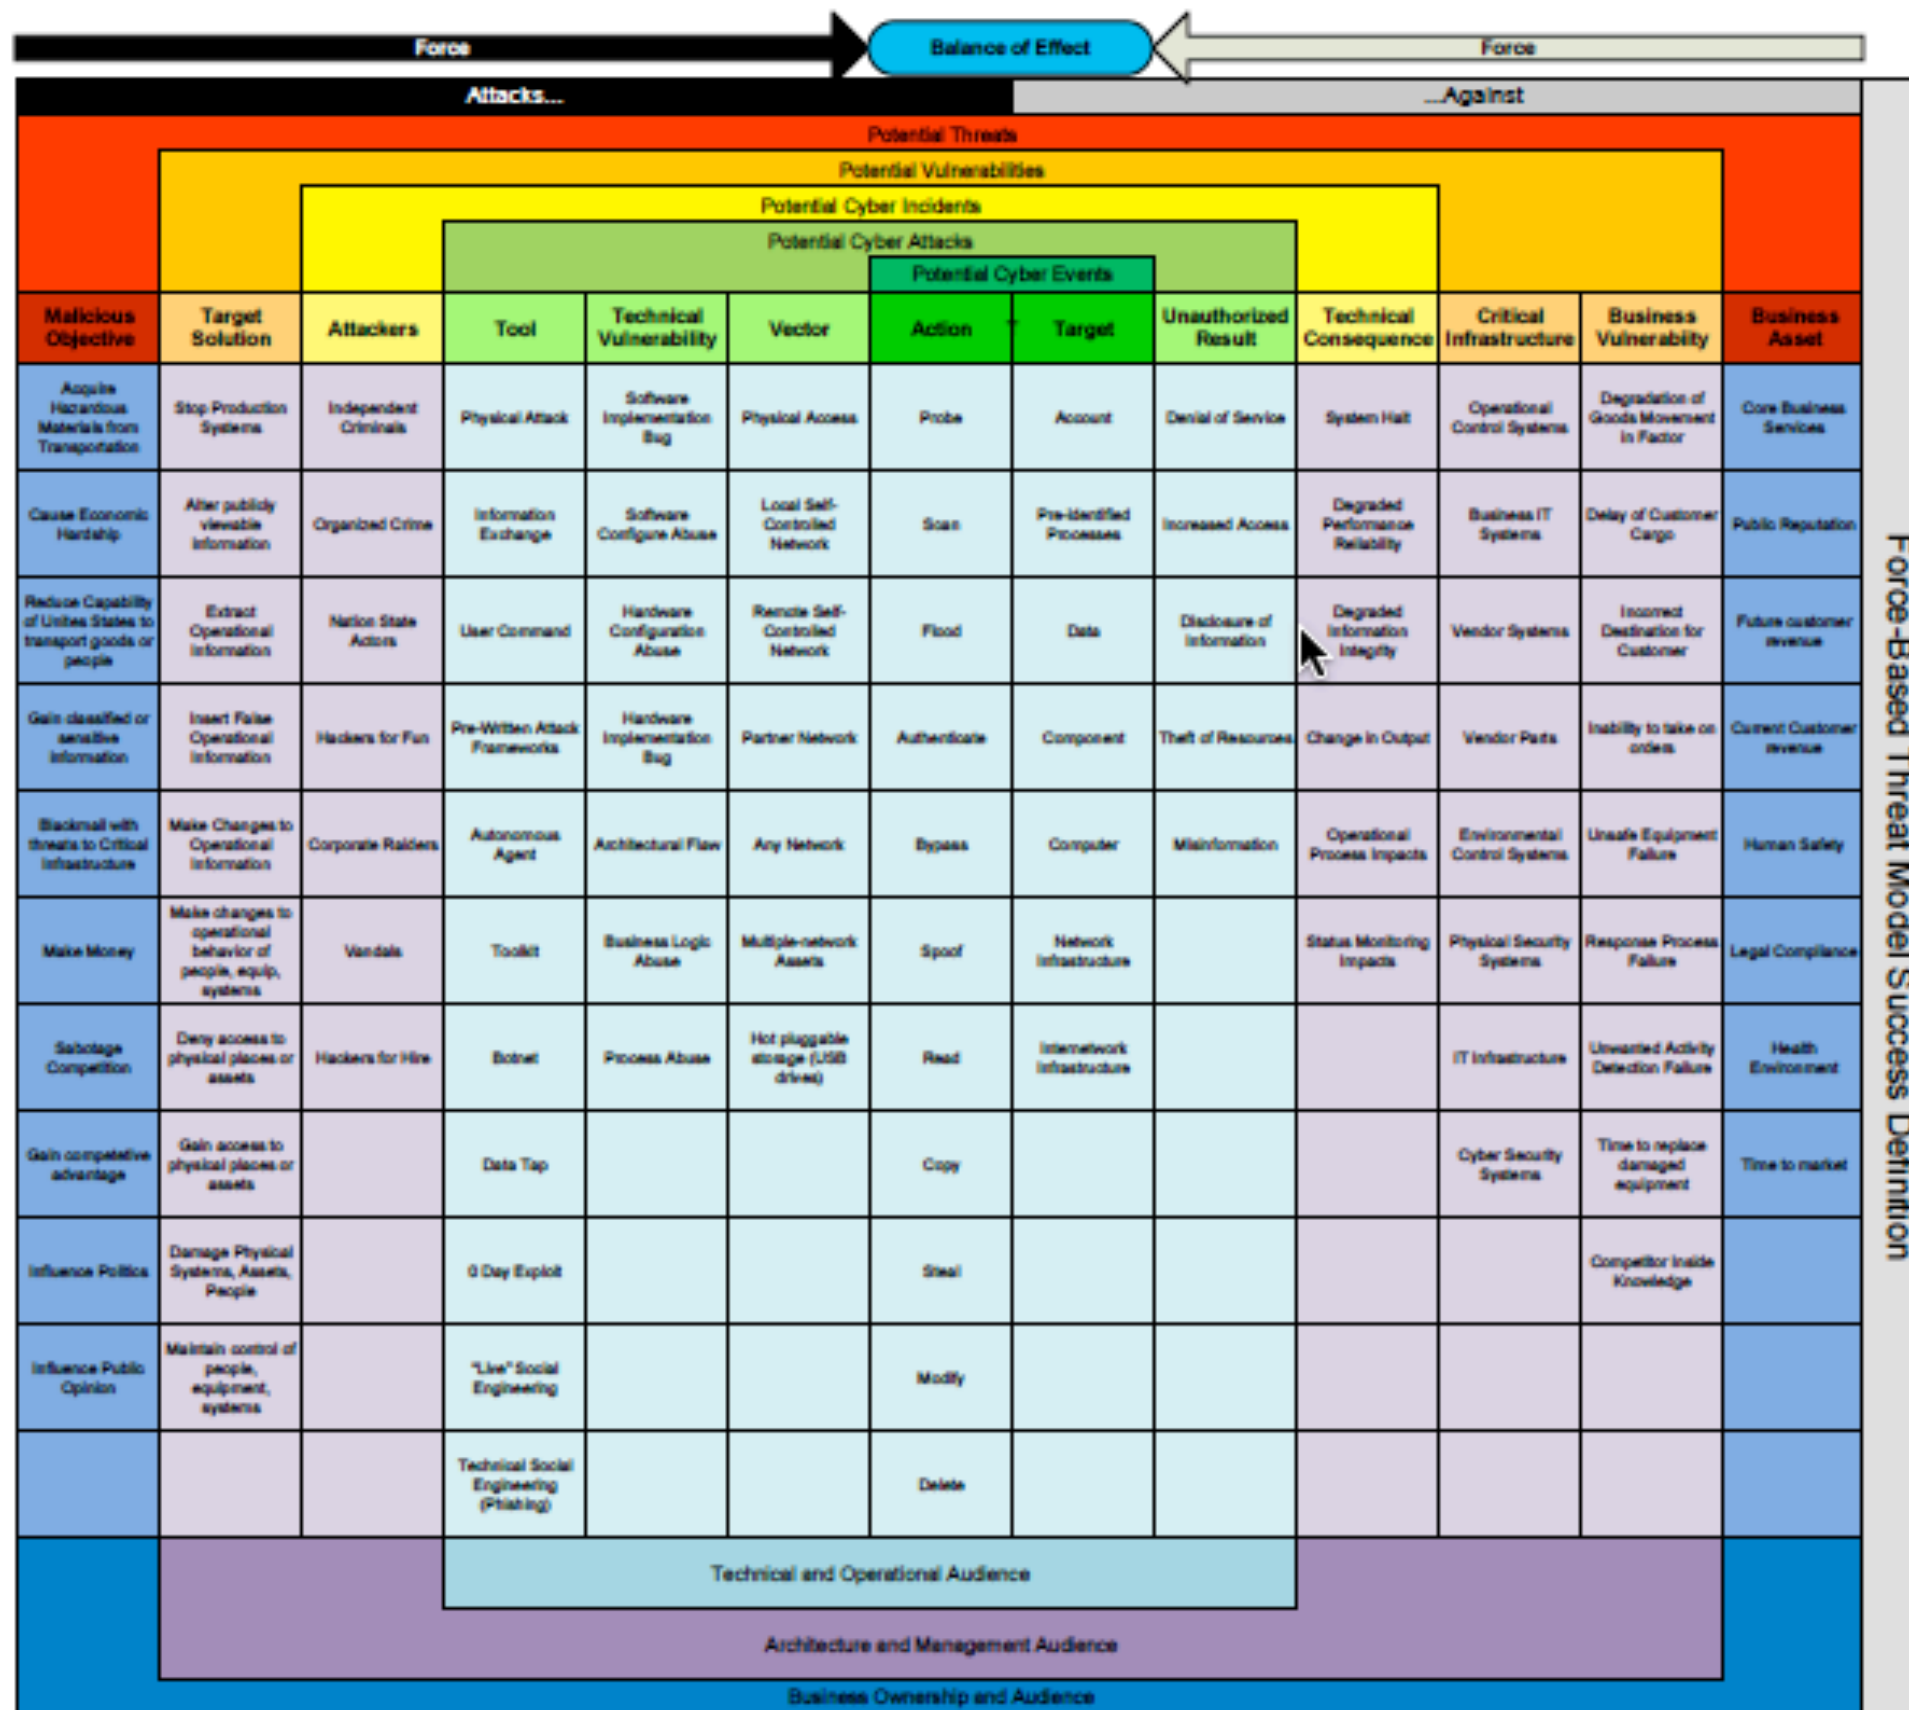 Force
Balance of Effect
Force
Attacks...
...Against
Potential Threats
Potential Vulnerabilities
Potential Cyber Incidents
Potential Cyber Attacks
Potential Cyber Events
Malicious
Objective
Target
Solution
Attackers
Tool
Technical
Vulnerability
Vector
Action
Target
Unauthorized
Result
Technical
Consequence
Critical
Infrastructure
Business
Vulnerabiity
Business
Asset
Acquire
Hazardous
Materials from
Transportation
Stop Production
Systems
Independent
Criminals
Physical Attack
Software
Implementation
Bug
Physical Access
Probe
Account
Denial of Service
System Halt
Operational
Control Systems
Degradation of
Goods Movement
in Factor
Core Business
Services
Cause Economic
Hardship
Alter publicly
viewable
information
Organized Crime
Information
Exchange
Software
Configure Abuse
Local Self-
Controlled
Network
Scan
Pre-identified
Processes
Increased Access
Degraded
Performance
Reliability
Business IT
Systems
Delay of Customer
Cargo
Public Reputation
Reduce Capability
of Unites States to
transport goods or
people
Extract
Operational
Information
Nation State
Actors
User Command
Hardware
Configuration
Abuse
Remote Self-
Controlled
Network
Flood
Data
Disclosure of
Information
Degraded
Information
Integrity
Vendor Systems
Incorrect
Destination for
Customer
Future customer
revenue
Gain classified or
sensitive
information
Insert False
Operational
Information
Hackers for Fun
Pre-Written Attack
Frameworks
Hardware
Implementation
Bug
Partner Network
Authenticate
Component
Theft of Resources
Change in Output
Vendor Parts
Inability to take on
orders
Current Customer
revenue
Blackmail with
threats to Critical
Infrastructure
Make Changes to
Operational
Information
Corporate Raiders
Autonomous
Agent
Architectural Flaw
Any Network
Bypass
Computer
Misinformation
Operational
Process Impacts
Environmental
Control Systems
Unsafe Equipment
Failure
Human Safety
Make Money
Make changes to
operational
behavior of
people, equip,
systems
Vandals
Toolkit
Business Logic
Abuse
Multiple-network
Assets
Spoof
Network
Infrastructure
Status Monitoring
Impacts
Physical Security
Systems
Response Process
Failure
Legal Compliance
Sabotage
Competition
Deny access to
physical places or
assets
Hackers for Hire
Botnet
Process Abuse
Hot pluggable
storage (USB
drives)
Read
Internetwork
Infrastructure
IT Infrastructure
Unwanted Activity
Detection Failure
Health
Environment
Gain competetive
advantage
Gain access to
physical places or
assets
Data Tap
Copy
Cyber Security
Systems
Time to replace
damaged
equipment
Time to market
Influence Politics
Damage Physical
Systems, Assets,
People
0 Day Exploit
Steal
Competitor Inside
Knowledge
Influence Public
Opinion
Maintain control of
people,
equipment,
systems
"Live" Social
Engineering
Modify
Technical Social
Engineering
(Phishing)
Delete
Technical and Operational Audience
Architecture and Management Audience
Business Ownership and Audience
Force-Based Threat Model Success Definition